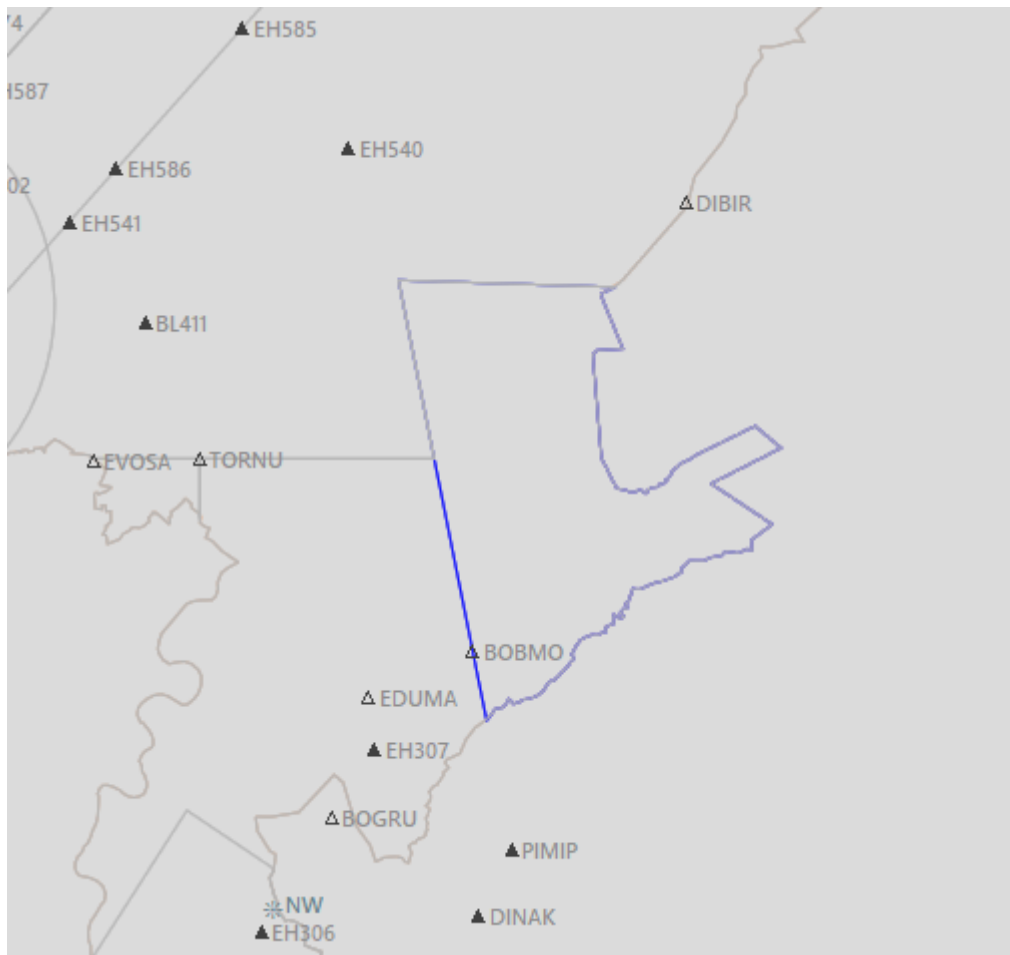 EH585
EH540
EH586
DIBIR
EH541
BL411
EVOSA
TORNU
BOBMO
EDUMA
EH307
BOGRU
PIMIP
NW
DINAK
EH306